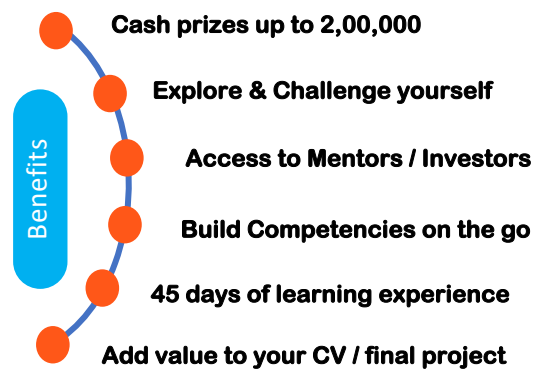 Cash prizes up to 2,00,000
Explore & Challenge yourself
Access to Mentors / Investors
Benefits
Build Competencies on the go
45 days of learning experience
Add value to your CV / final project